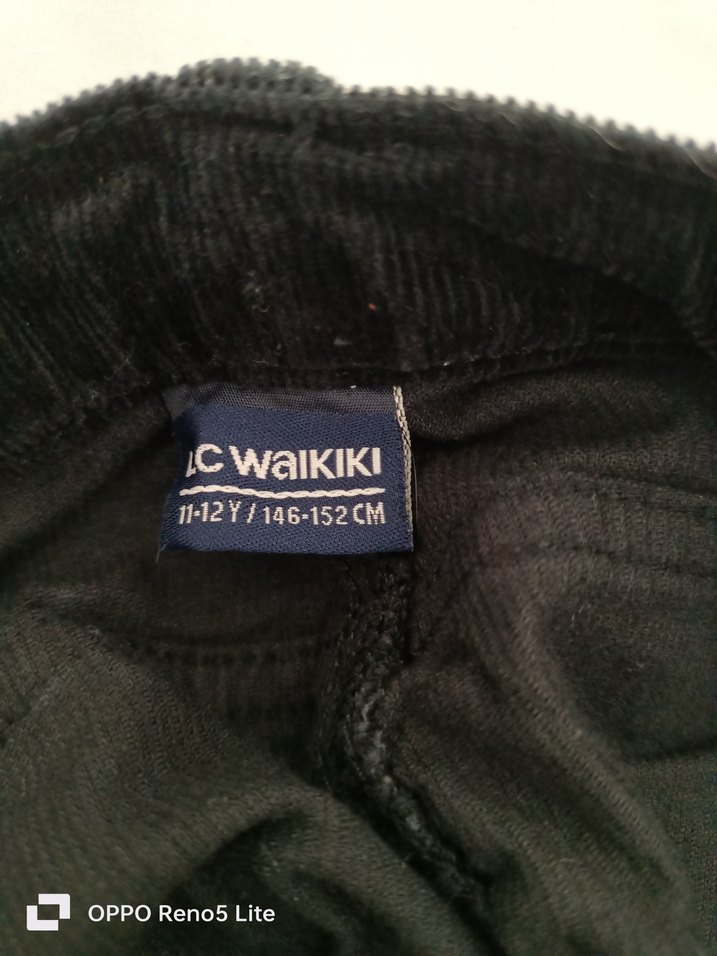 LC WAIKIKI
11-12 Y / 146-152 CM
OPPO Reno5 Lite